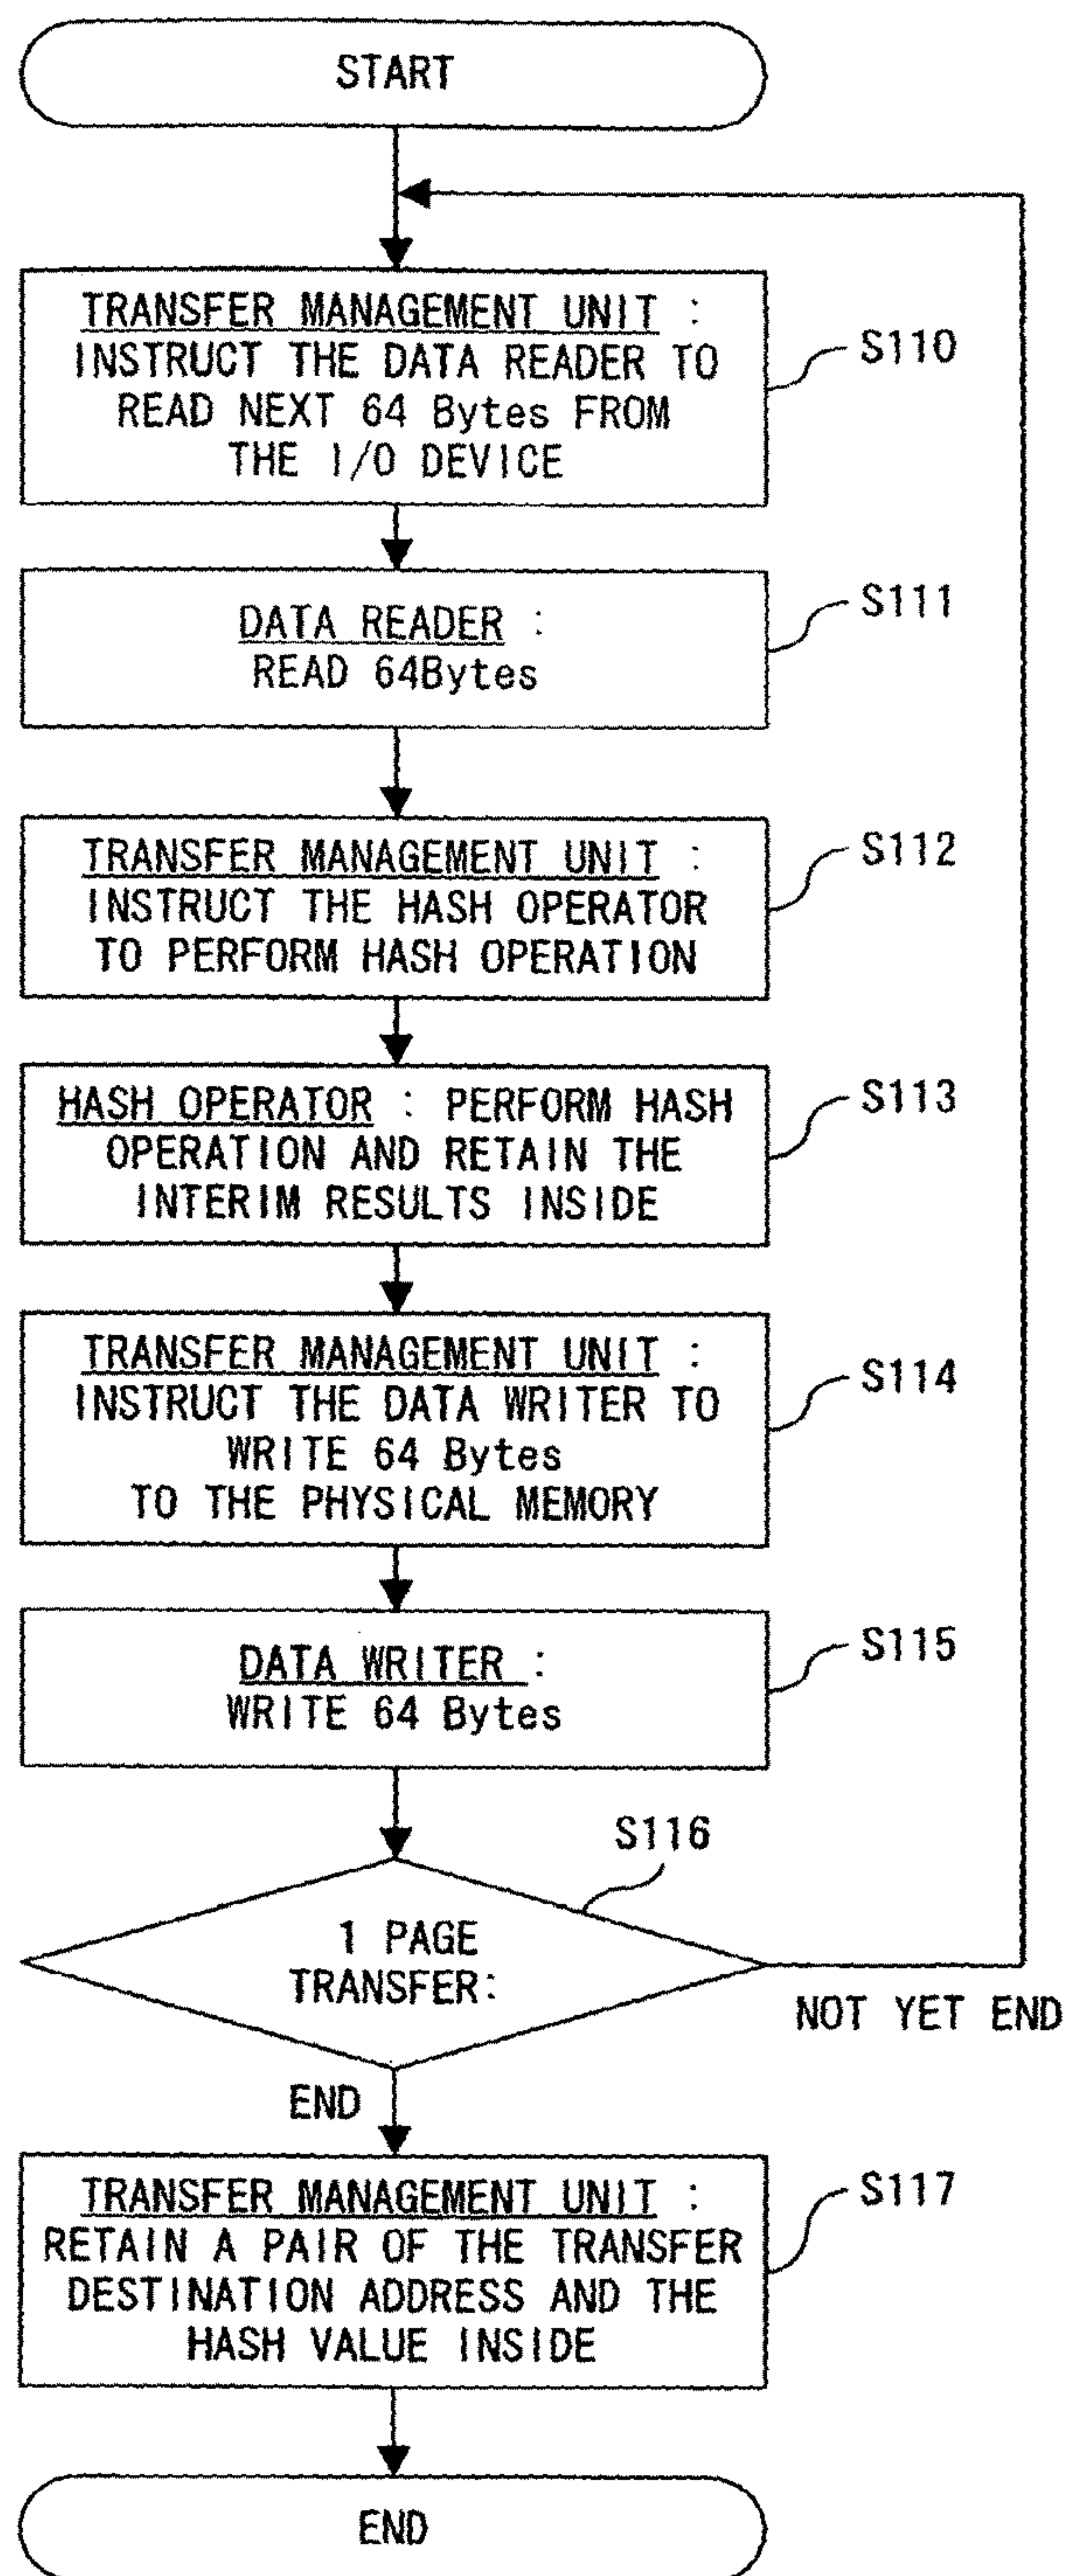 START
TRANSFER MANAGEMENT UNIT :
INSTRUCT THE DATA READER TO
READ NEXT 64 Bytes FROM
THE I/O DEVICE
S110
DATA READER :
READ 64Bytes
S111
TRANSFER MANAGEMENT UNIT :
INSTRUCT THE HASH OPERATOR
TO PERFORM HASH OPERATION
S112
HASH OPERATOR : PERFORM HASH
OPERATION AND RETAIN THE
INTERIM RESULTS INSIDE
S113
TRANSFER MANAGEMENT UNIT :
INSTRUCT THE DATA WRITER TO
WRITE 64 Bytes
TO THE PHYSICAL MEMORY
S114
DATA WRITER :
WRITE 64 Bytes
S115
S116
1 PAGE
TRANSFER:
NOT YET END
END
TRANSFER MANAGEMENT UNIT :
RETAIN A PAIR OF THE TRANSFER
DESTINATION ADDRESS AND THE
HASH VALUE INSIDE
S117
END